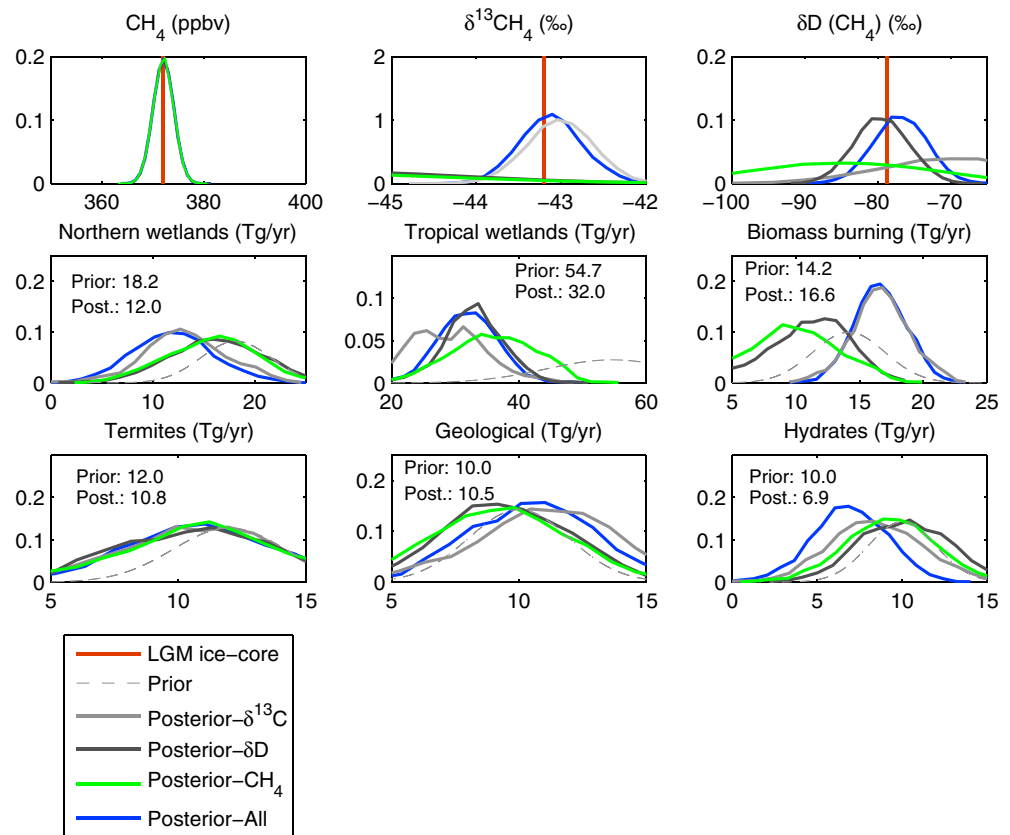 CH4 (ppbv) δ13CH4 (‰) δD (CH4) (‰)
0.2 2 0.2
0.1 1 0.1
0 0 0
360 380 400 −45 −44 −43 −42 −100 −90 −80 −70
Northern wetlands (Tg/yr) Tropical wetlands (Tg/yr) Biomass burning (Tg/yr)
Prior: 18.2 Prior: 54.7 Prior: 14.2
Post.: 12.0 Post.: 32.0 Post.: 16.6
0.2 0.1 0.2
0.1 0.05 0.1
0 0 0
0 10 20 20 40 60 5 10 15 20 25
Termites (Tg/yr) Geological (Tg/yr) Hydrates (Tg/yr)
Prior: 12.0 Prior: 10.0 Prior: 10.0
Post.: 10.8 Post.: 10.5 Post.: 6.9
0.2 0.2 0.2
0.1 0.1 0.1
0 0 0
5 10 15 5 10 15 0 5 10 15
LGM ice−core
Prior
Posterior−δ13C
Posterior−δD
Posterior−CH4
Posterior−All